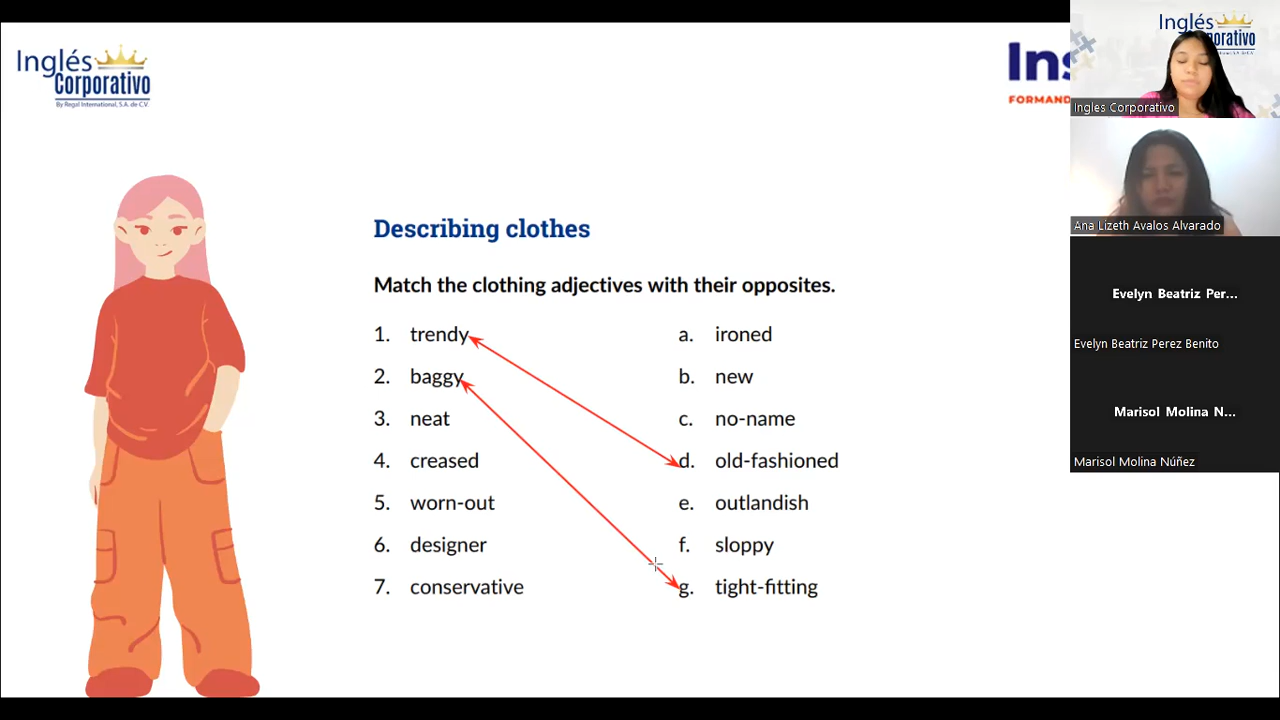 Inglés
Corporativo
By Regal International, S.A. de C.V.
Ins
FORMAND
Describing clothes
Match the clothing adjectives with their opposites.
1. trendy
2. baggy
3. neat
4. creased
5. worn-out
6. designer
7. conservative
a. ironed
b. new
c. no-name
d. old-fashioned
e. outlandish
f. sloppy
g. tight-fitting
Inglés
Ingles Corporativo
Ana Lizeth Avalos Alvarado
Evelyn Beatriz Per...
Evelyn Beatriz Perez Benito
Marisol Molina N...
Marisol Molina Núñez